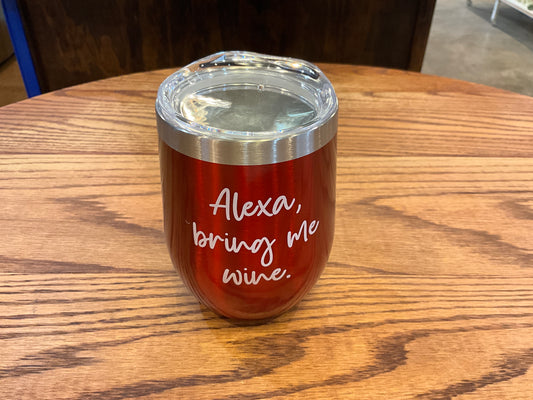 Alexa,
bring me
wine.